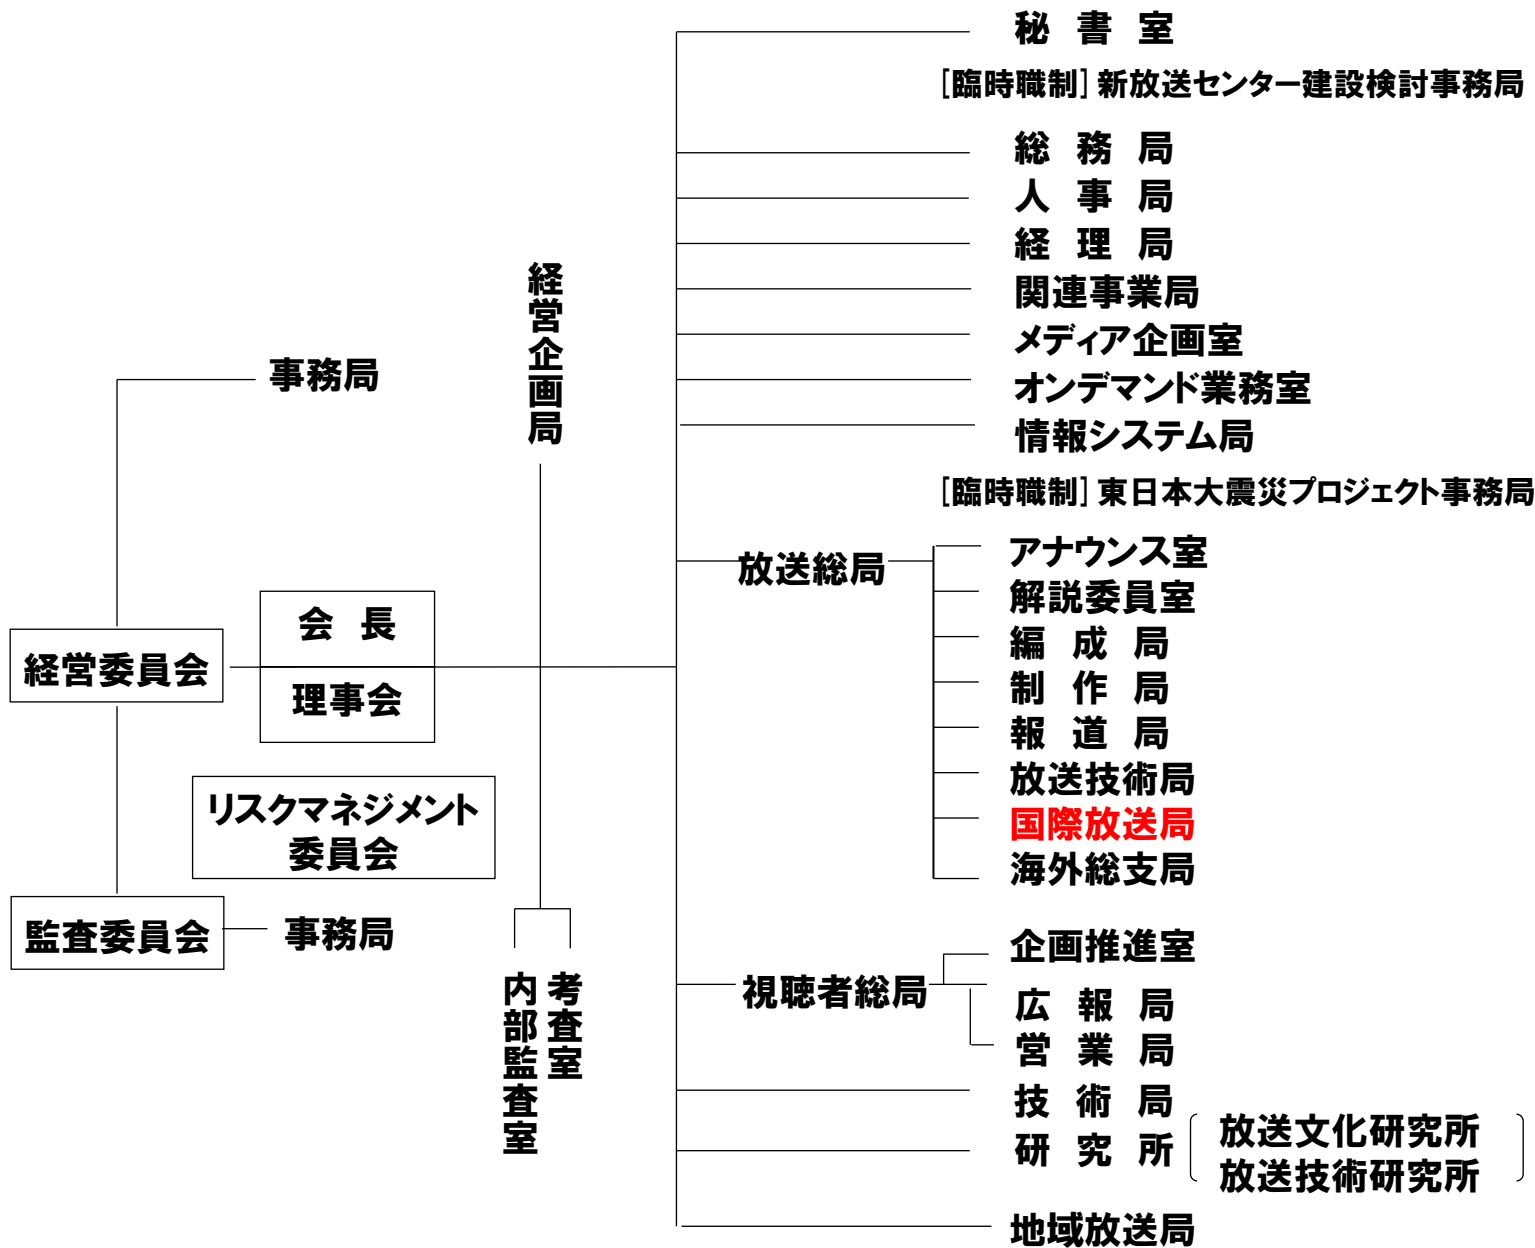 経営委員会
事務局
監査委員会
事務局
会長
理事会
リスクマネジメント
委員会
経営企画局
内部監査室
考査室
秘書室
[臨時職制] 新放送センター建設検討事務局
総務局
人事局
経理局
関連事業局
メディア企画室
オンデマンド業務室
情報システム局
[臨時職制] 東日本大震災プロジェクト事務局
放送総局
アナウンス室
解説委員室
編成局
制作局
報道局
放送技術局
国際放送局
海外総支局
視聴者総局
企画推進室
広報局
営業局
技術局
研究所
放送文化研究所
放送技術研究所
地域放送局